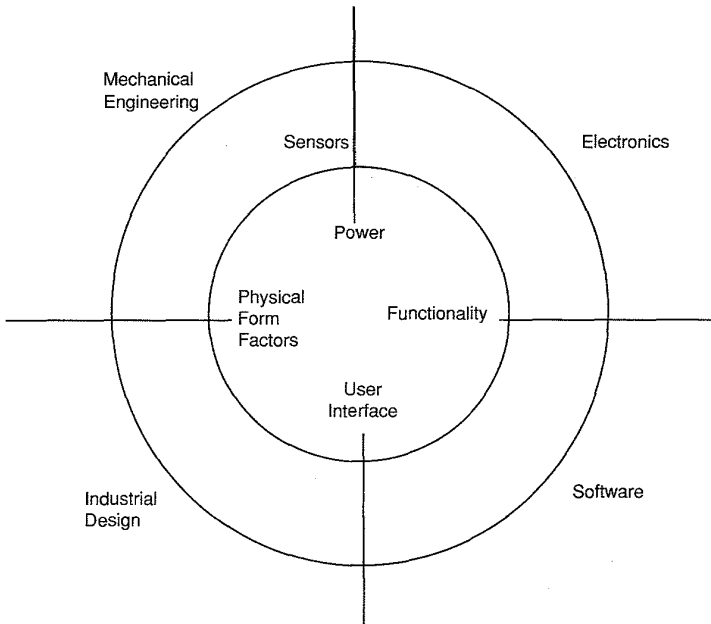 Mechanical
Engineering
Sensors
Electronics
Power
Physical
Form
Factors
Functionality
User
Interface
Industrial
Design
Software